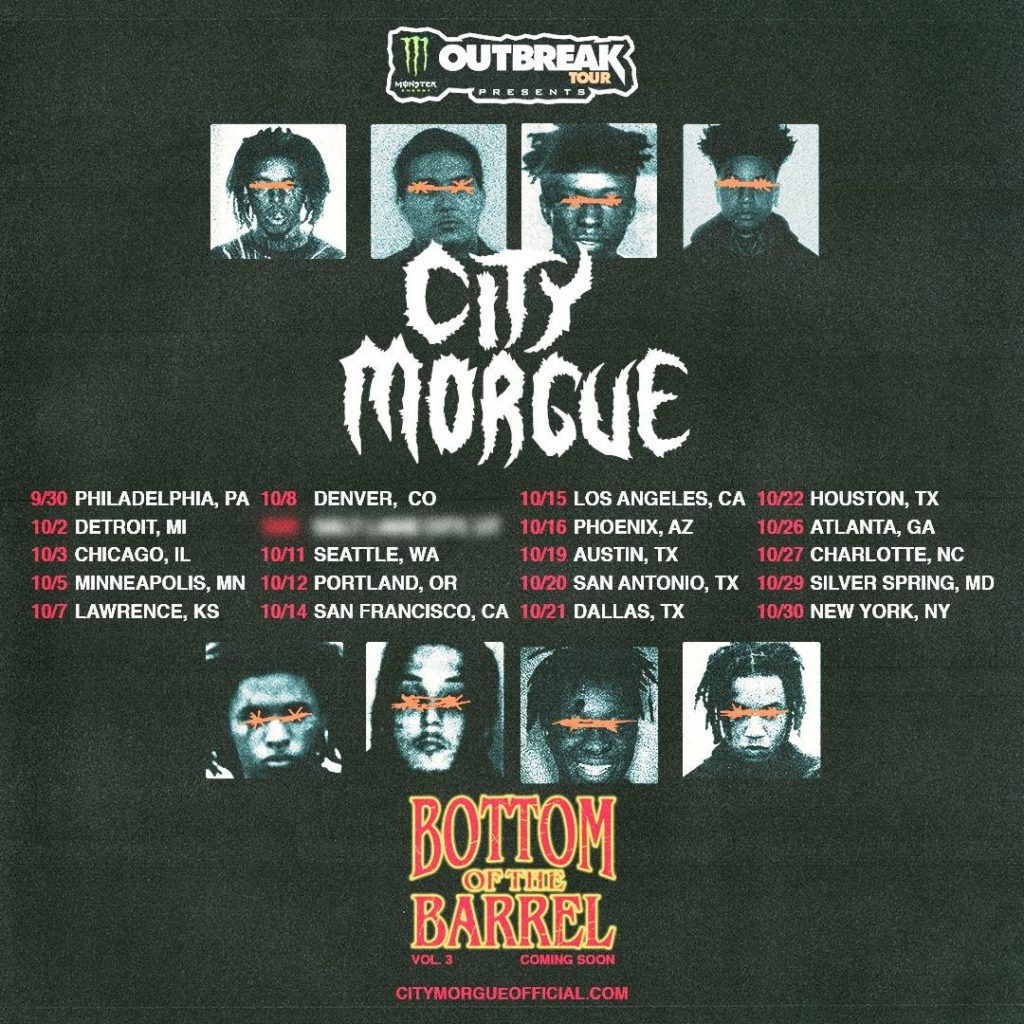 MONSTER
ENERGY
OUTBREAK
TOUR
PRESENTS
CITY
MORGUE
9/30 PHILADELPHIA, PA
10/2 DETROIT, MI
10/3 CHICAGO, IL
10/5 MINNEAPOLIS, MN
10/7 LAWRENCE, KS
10/8 DENVER, CO
10/11 SEATTLE, WA
10/12 PORTLAND, OR
10/14 SAN FRANCISCO, CA
10/15 LOS ANGELES, CA
10/16 PHOENIX, AZ
10/19 AUSTIN, TX
10/20 SAN ANTONIO, TX
10/21 DALLAS, TX
10/22 HOUSTON, TX
10/26 ATLANTA, GA
10/27 CHARLOTTE, NC
10/29 SILVER SPRING, MD
10/30 NEW YORK, NY
BOTTOM
OF THE
BARREL
VOL. 3 COMING SOON
CITYMORGUEOFFICIAL.COM